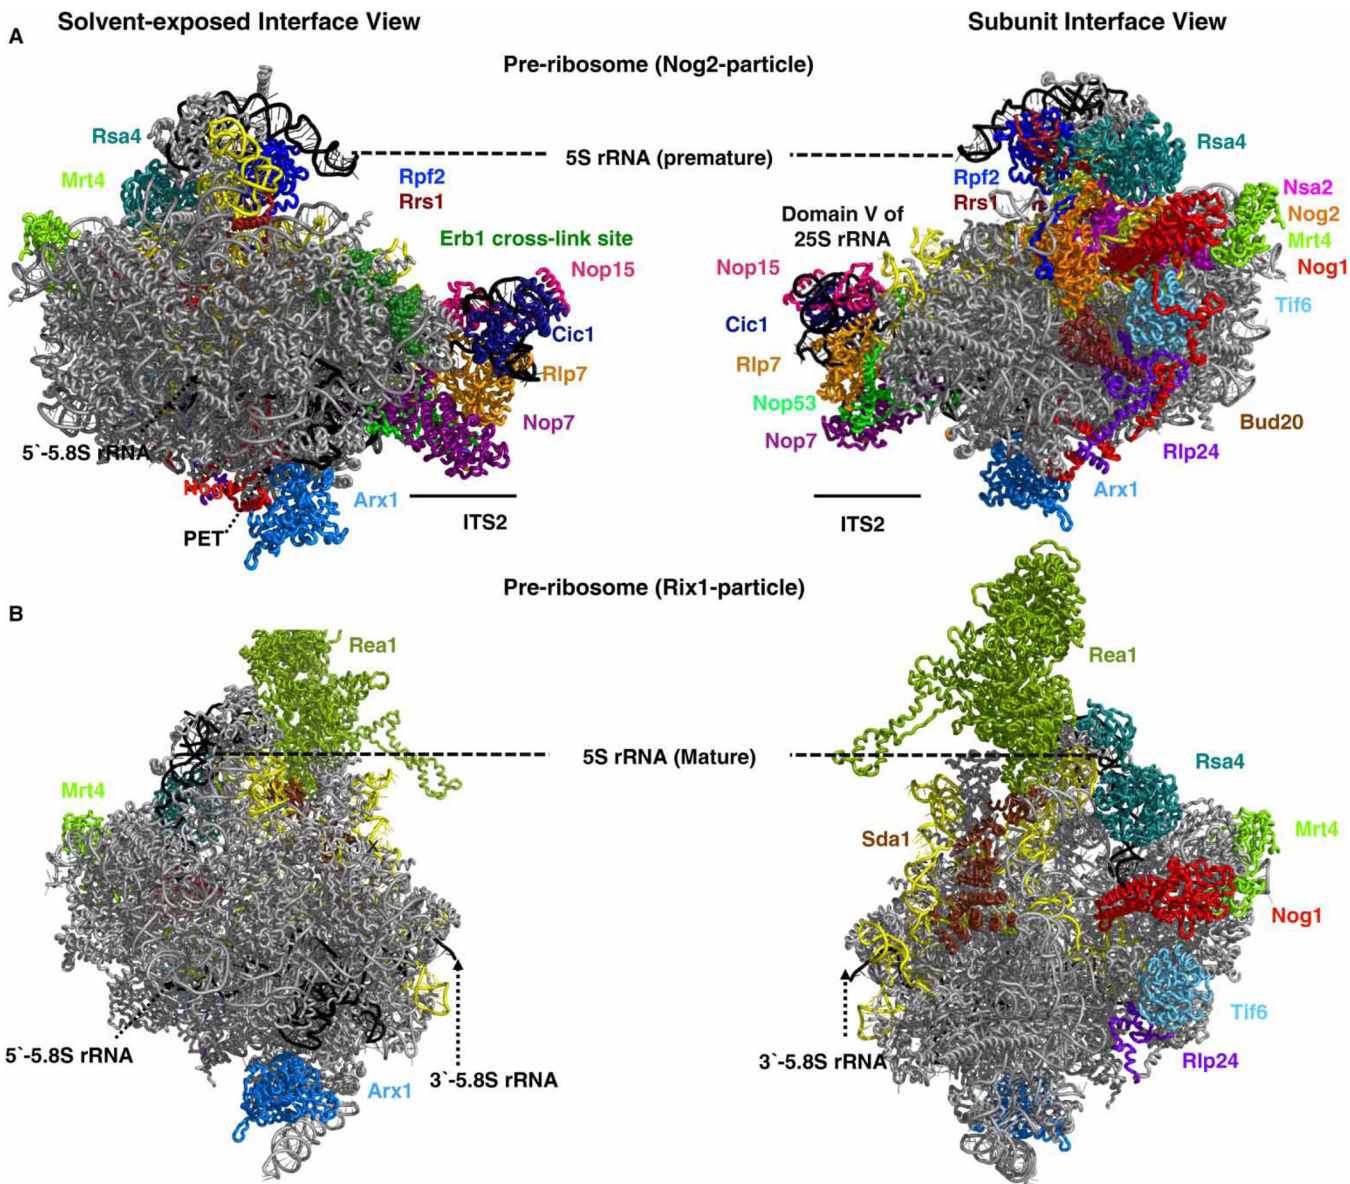 Solvent-exposed Interface View
Subunit Interface View
A
Pre-ribosome (Nog2-particle)
Rsa4
Mrt4
5S rRNA (premature)
Rpf2
Rrs1
Erb1 cross-link site
Nop15
Cic1
Rlp7
Nop7
5`-5.8S rRNA
Nog1
PET
Arx1
ITS2
Rsa4
Rpf2
Rrs1
Nsa2
Nog2
Mrt4
Nog1
Domain V of
25S rRNA
Nop15
Cic1
Rlp7
Nop53
Nop7
Tif6
Bud20
Rlp24
Arx1
ITS2
Pre-ribosome (Rix1-particle)
B
Rea1
Rea1
5S rRNA (Mature)
Mrt4
5`-5.8S rRNA
3`-5.8S rRNA
Arx1
Rsa4
Sda1
Mrt4
Nog1
Tif6
3`-5.8S rRNA
Rlp24